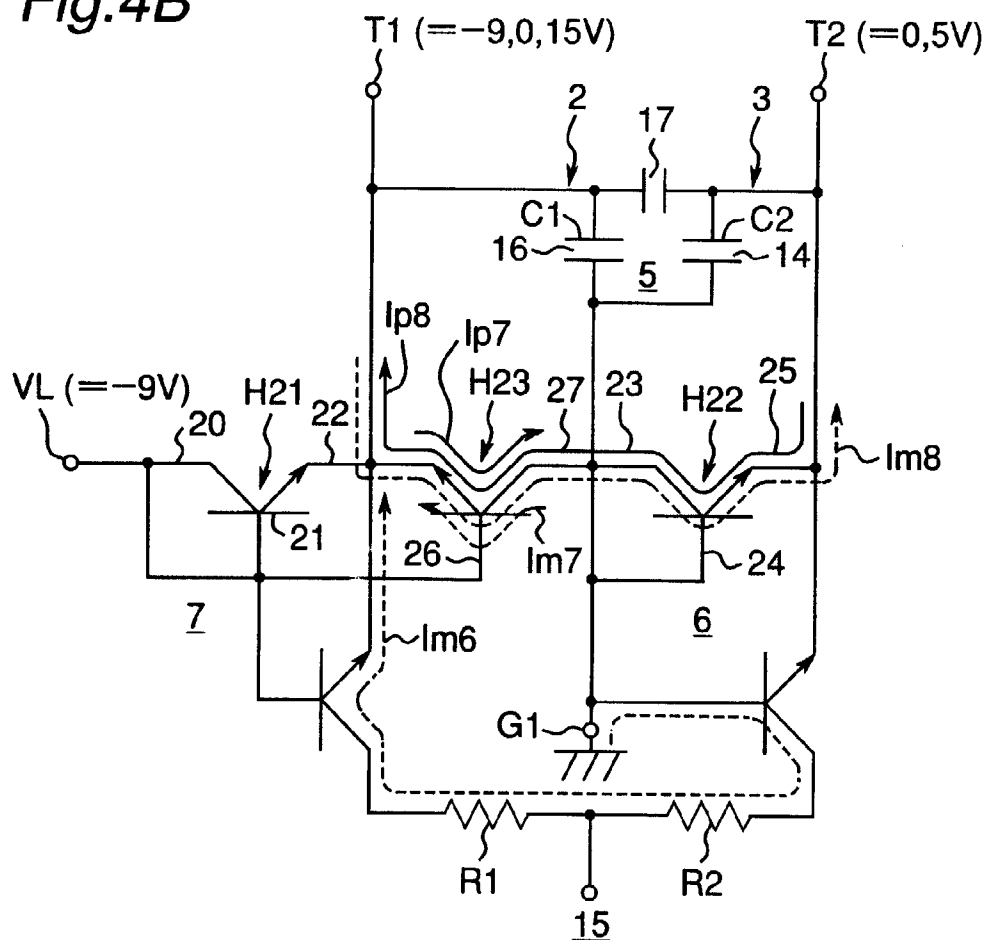 Fig.4B
T1 (=−9,0,15V)
T2 (=0,5V)
2
17
3
C1
C2
16
5
14
Ip8
Ip7
VL (=−9V)
H21
H23
27
23
H22
25
20
22
Im8
21
26
Im7
24
7
Im6
6
G1
R1
R2
15